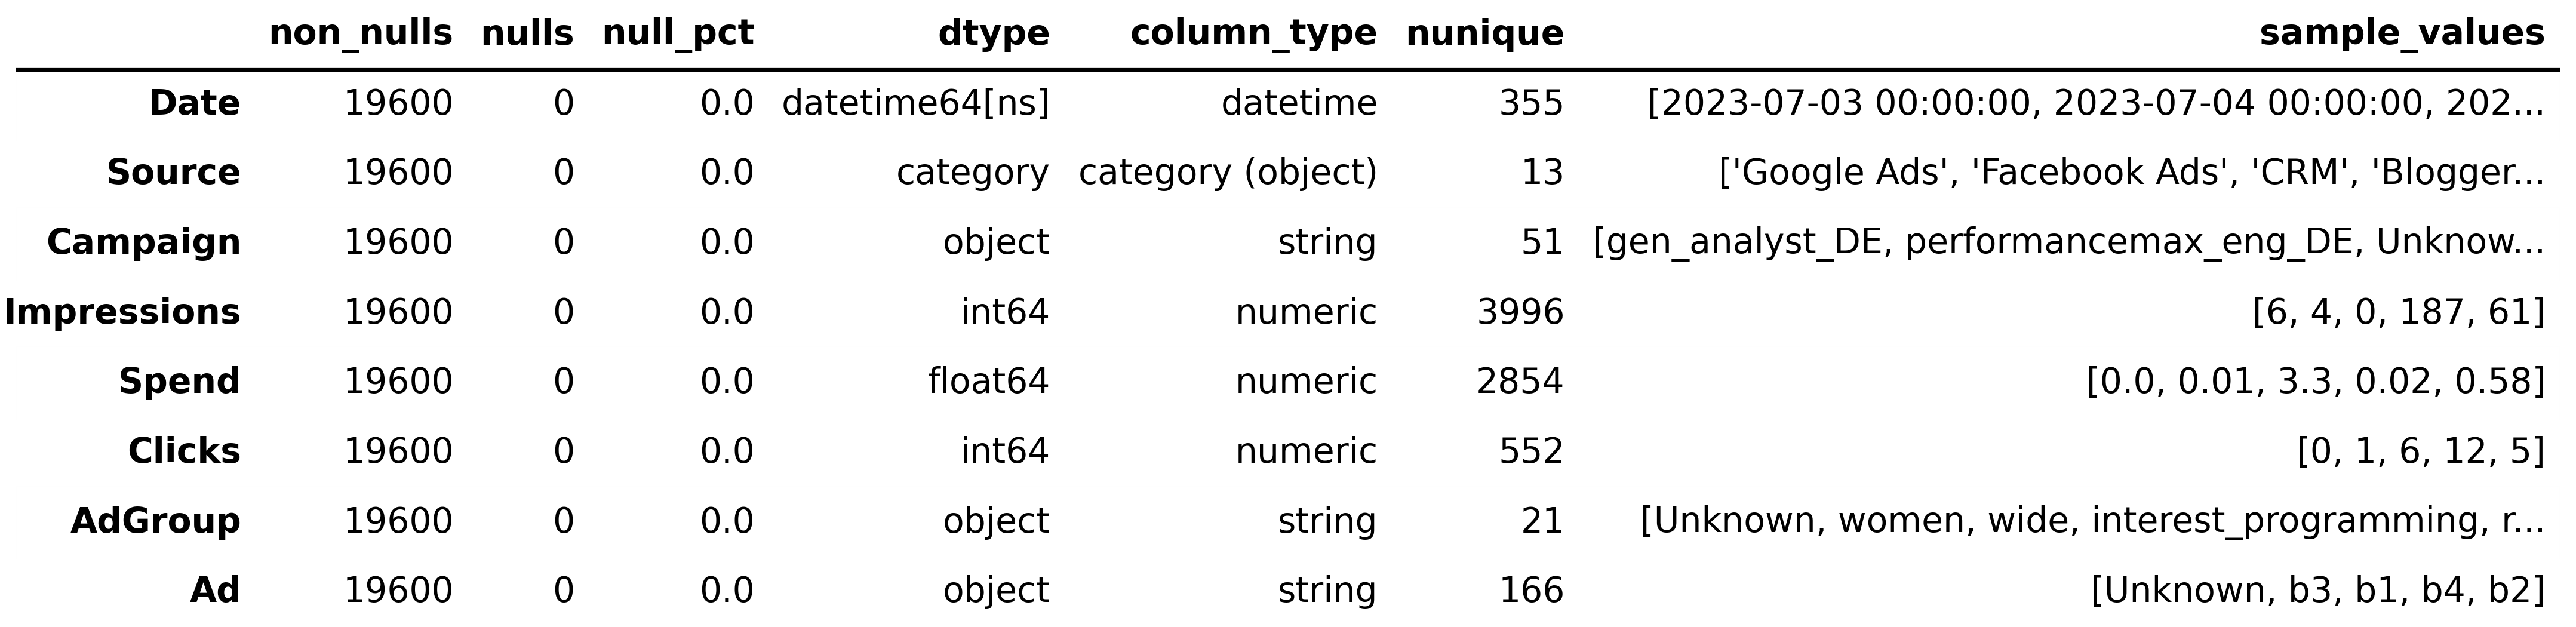 non_nulls nulls null_pct dtype column_type nunique sample_values
Date 19600 0 0.0 datetime64[ns] datetime 355 [2023-07-03 00:00:00, 2023-07-04 00:00:00, 202...
Source 19600 0 0.0 category category (object) 13 ['Google Ads', 'Facebook Ads', 'CRM', 'Blogger...
Campaign 19600 0 0.0 object string 51 [gen_analyst_DE, performancemax_eng_DE, Unknow...
Impressions 19600 0 0.0 int64 numeric 3996 [6, 4, 0, 187, 61]
Spend 19600 0 0.0 float64 numeric 2854 [0.0, 0.01, 3.3, 0.02, 0.58]
Clicks 19600 0 0.0 int64 numeric 552 [0, 1, 6, 12, 5]
AdGroup 19600 0 0.0 object string 21 [Unknown, women, wide, interest_programming, r...
Ad 19600 0 0.0 object string 166 [Unknown, b3, b1, b4, b2]